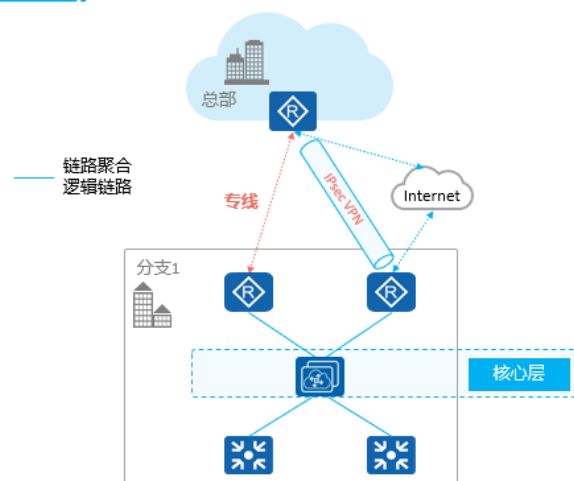 总部
R
链路聚合
逻辑链路
专线
IPsec VPN
Internet
分支1
R
R
核心层